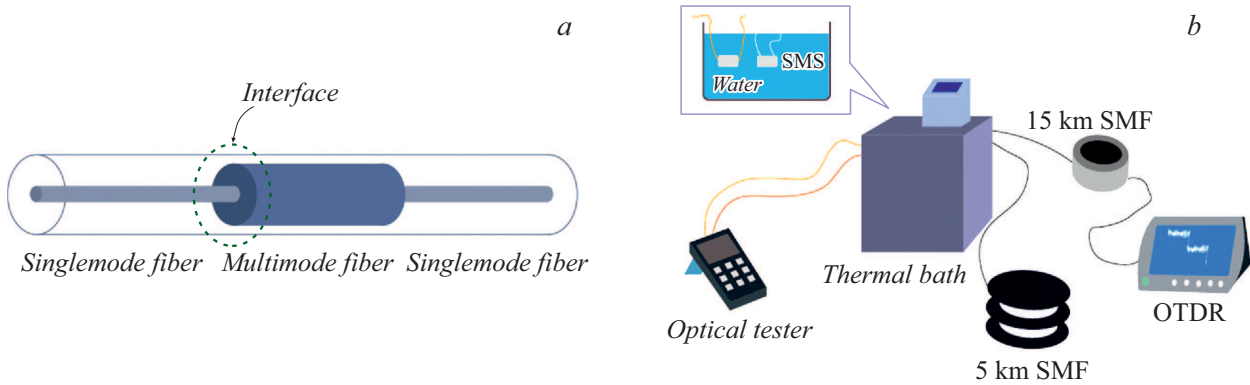 a
Interface
Singlemode fiber
Multimode fiber
Singlemode fiber
b
SMS
Water
15 km SMF
Thermal bath
OTDR
Optical tester
5 km SMF